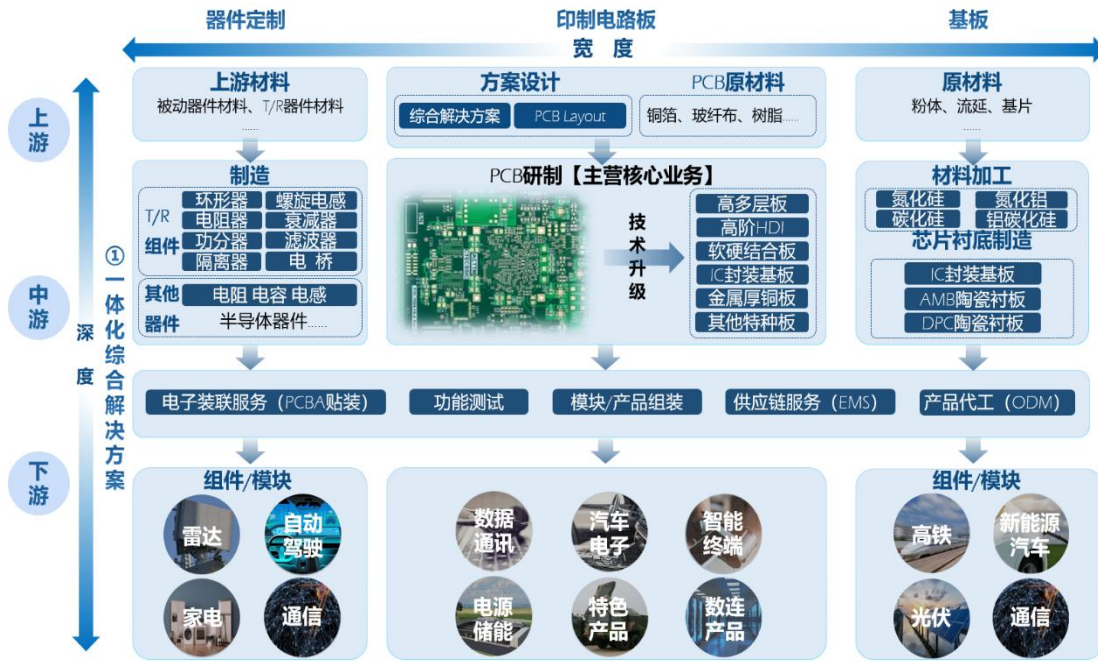 器件定制
印制电路板
基板
宽 度
上游
中游
下游
深 度
①一体化综合解决方案
上游材料
被动器件材料、T/R器件材料
……
方案设计
综合解决方案
PCB Layout
PCB原材料
铜箔、玻纤布、树脂……
原材料
粉体、流延、基片
……
制造
T/R
组件
环形器
螺旋电感
电阻器
衰减器
功分器
滤波器
隔离器
电 桥
其他
器件
电阻 电容 电感
半导体器件……
PCB研制【主营核心业务】
技术升级
高多层板
高阶HDI
软硬结合板
IC封装基板
金属厚铜板
其他特种板
材料加工
氮化硅
氮化铝
碳化硅
铝碳化硅
芯片衬底制造
IC封装基板
AMB陶瓷衬板
DPC陶瓷衬板
电子装联服务（PCBA贴装）
功能测试
模块/产品组装
供应链服务（EMS）
产品代工（ODM）
组件/模块
雷达
自动驾驶
家电
通信
数据通讯
汽车电子
智能终端
电源储能
特色产品
数连产品
组件/模块
高铁
新能源汽车
光伏
通信